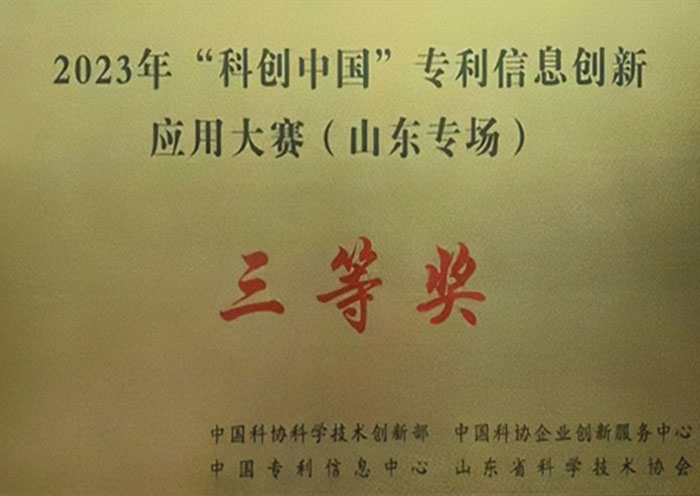 2023年“科创中国”专利信息创新
应用大赛（山东专场）
三等奖
中国科协科学技术创新部 中国科协企业创新服务中心
中国专利信息中心 山东省科学技术协会